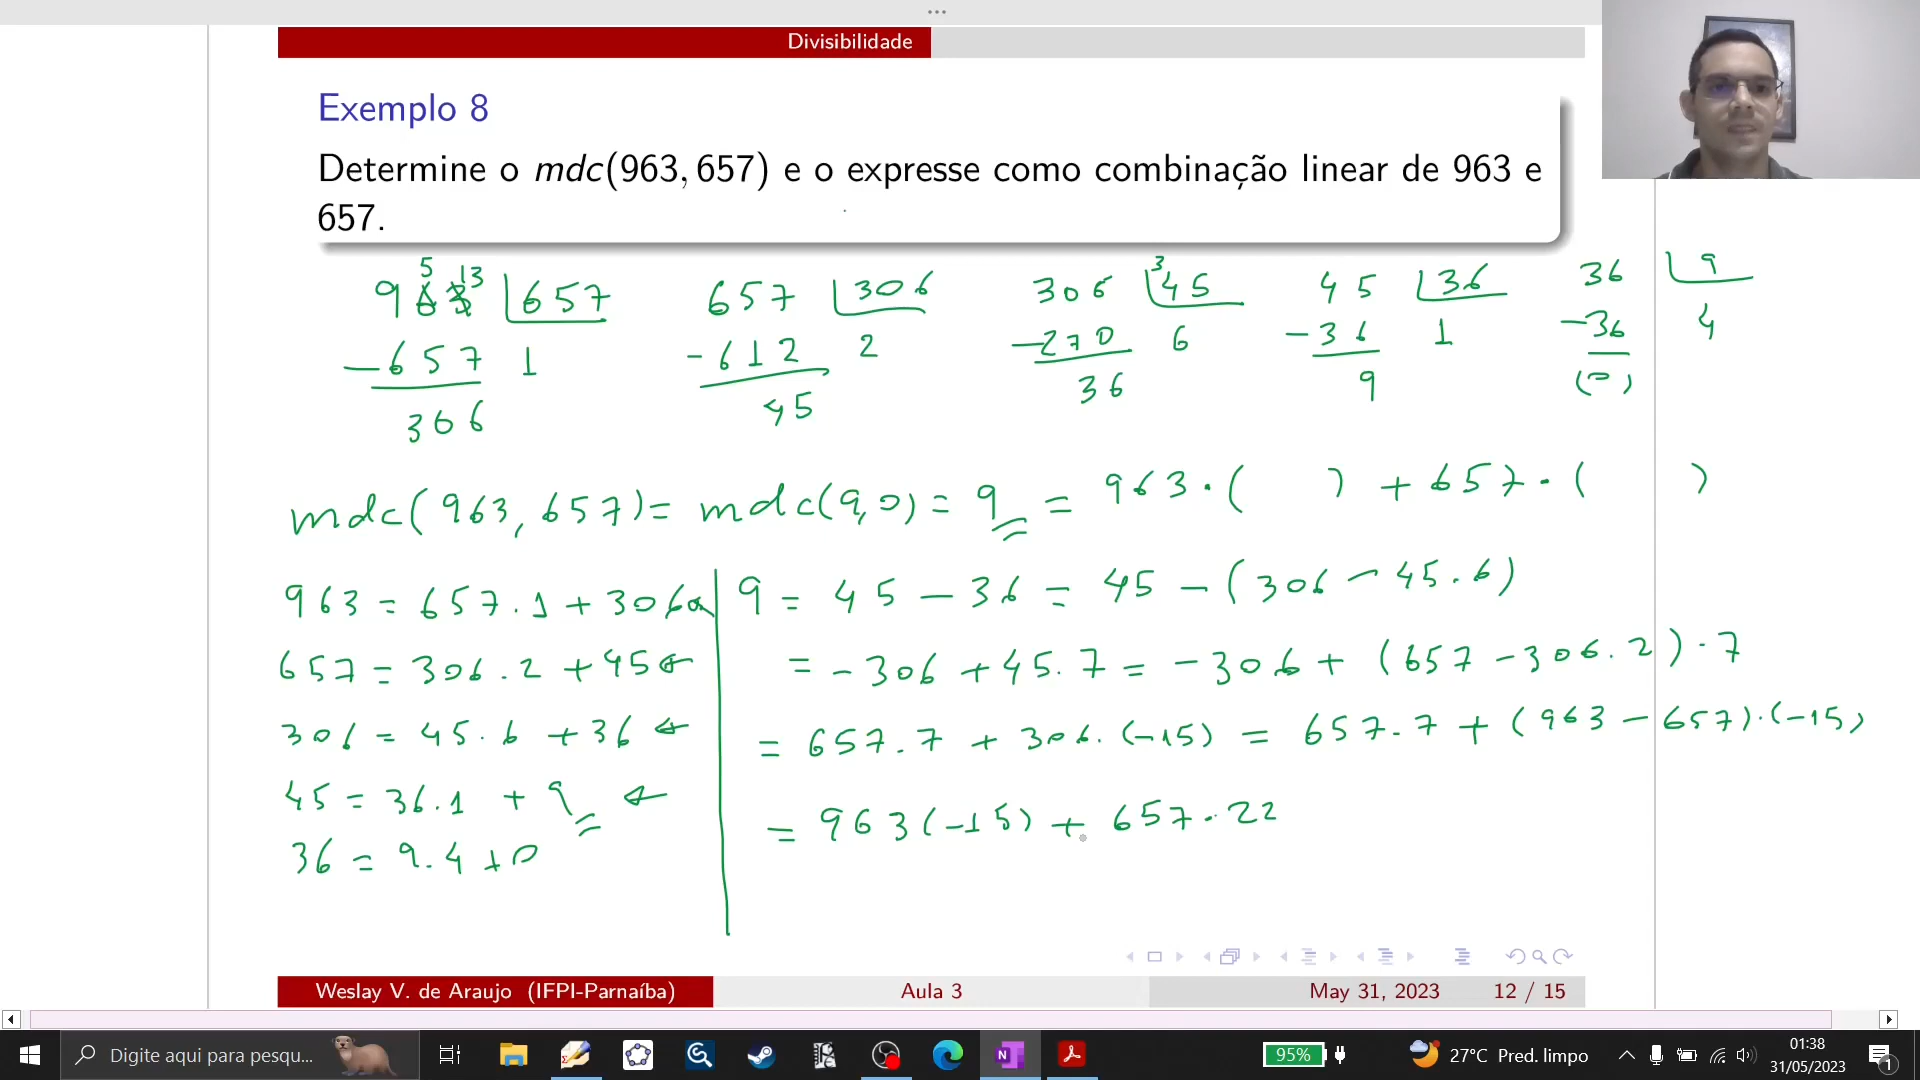 Divisibilidade
Exemplo 8
Determine o mdc(963, 657) e o expresse como combinação linear de 963 e
657.
5 13
963 657
-657 1
306
657 306
-612 2
45
3
306 45
-270 6
36
45 36
-36 1
9
36 9
-36 4
(0)
mdc(963, 657) = mdc(9, 0) = 9 = 963 · ( ) + 657 · ( )
963 = 657 . 1 + 306
657 = 306 . 2 + 45 ←
306 = 45 . 6 + 36 ←
45 = 36 . 1 + 9 ←
36 = 9 . 4 + 0
9 = 45 - 36 = 45 - (306 - 45 . 6)
= -306 + 45 . 7 = -306 + (657 - 306 . 2) · 7
= 657 . 7 + 306 . (-15) = 657 . 7 + (963 - 657) · (-15)
= 963(-15) + 657 · 22
Weslay V. de Araujo (IFPI-Parnaíba) Aula 3 May 31, 2023 12 / 15
Digite aqui para pesqu...
95% 27°C Pred. limpo
01:38
31/05/2023
1